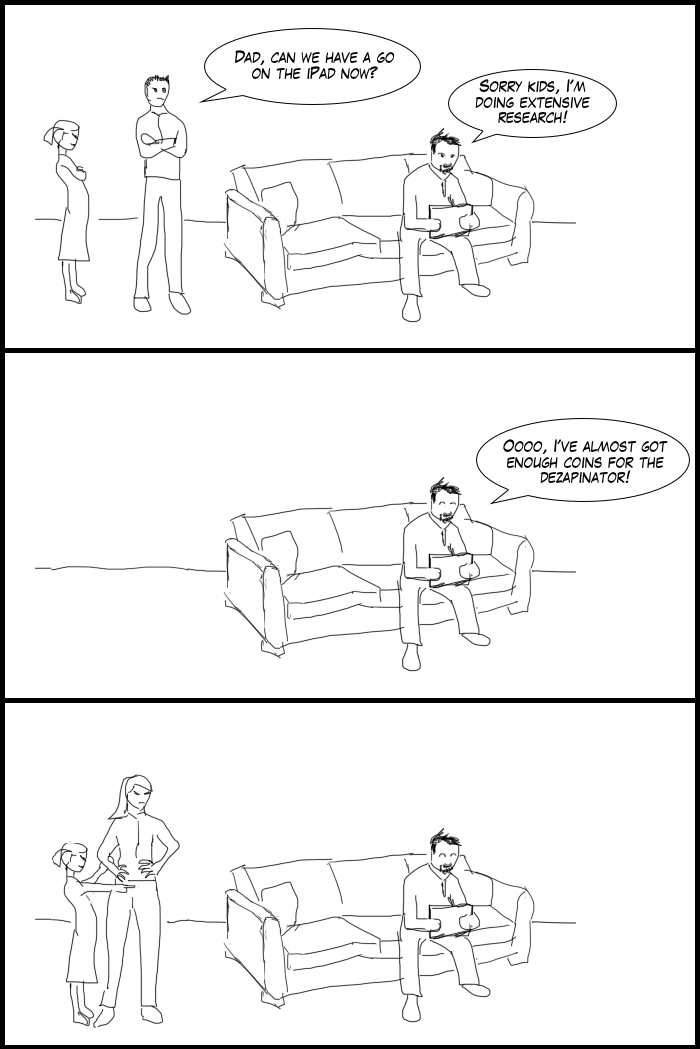 DAD, CAN WE HAVE A GO
ON THE IPAD NOW?
SORRY KIDS, I'M
DOING EXTENSIVE
RESEARCH!
OOOO, I'VE ALMOST GOT
ENOUGH COINS FOR THE
DEZAPINATOR!